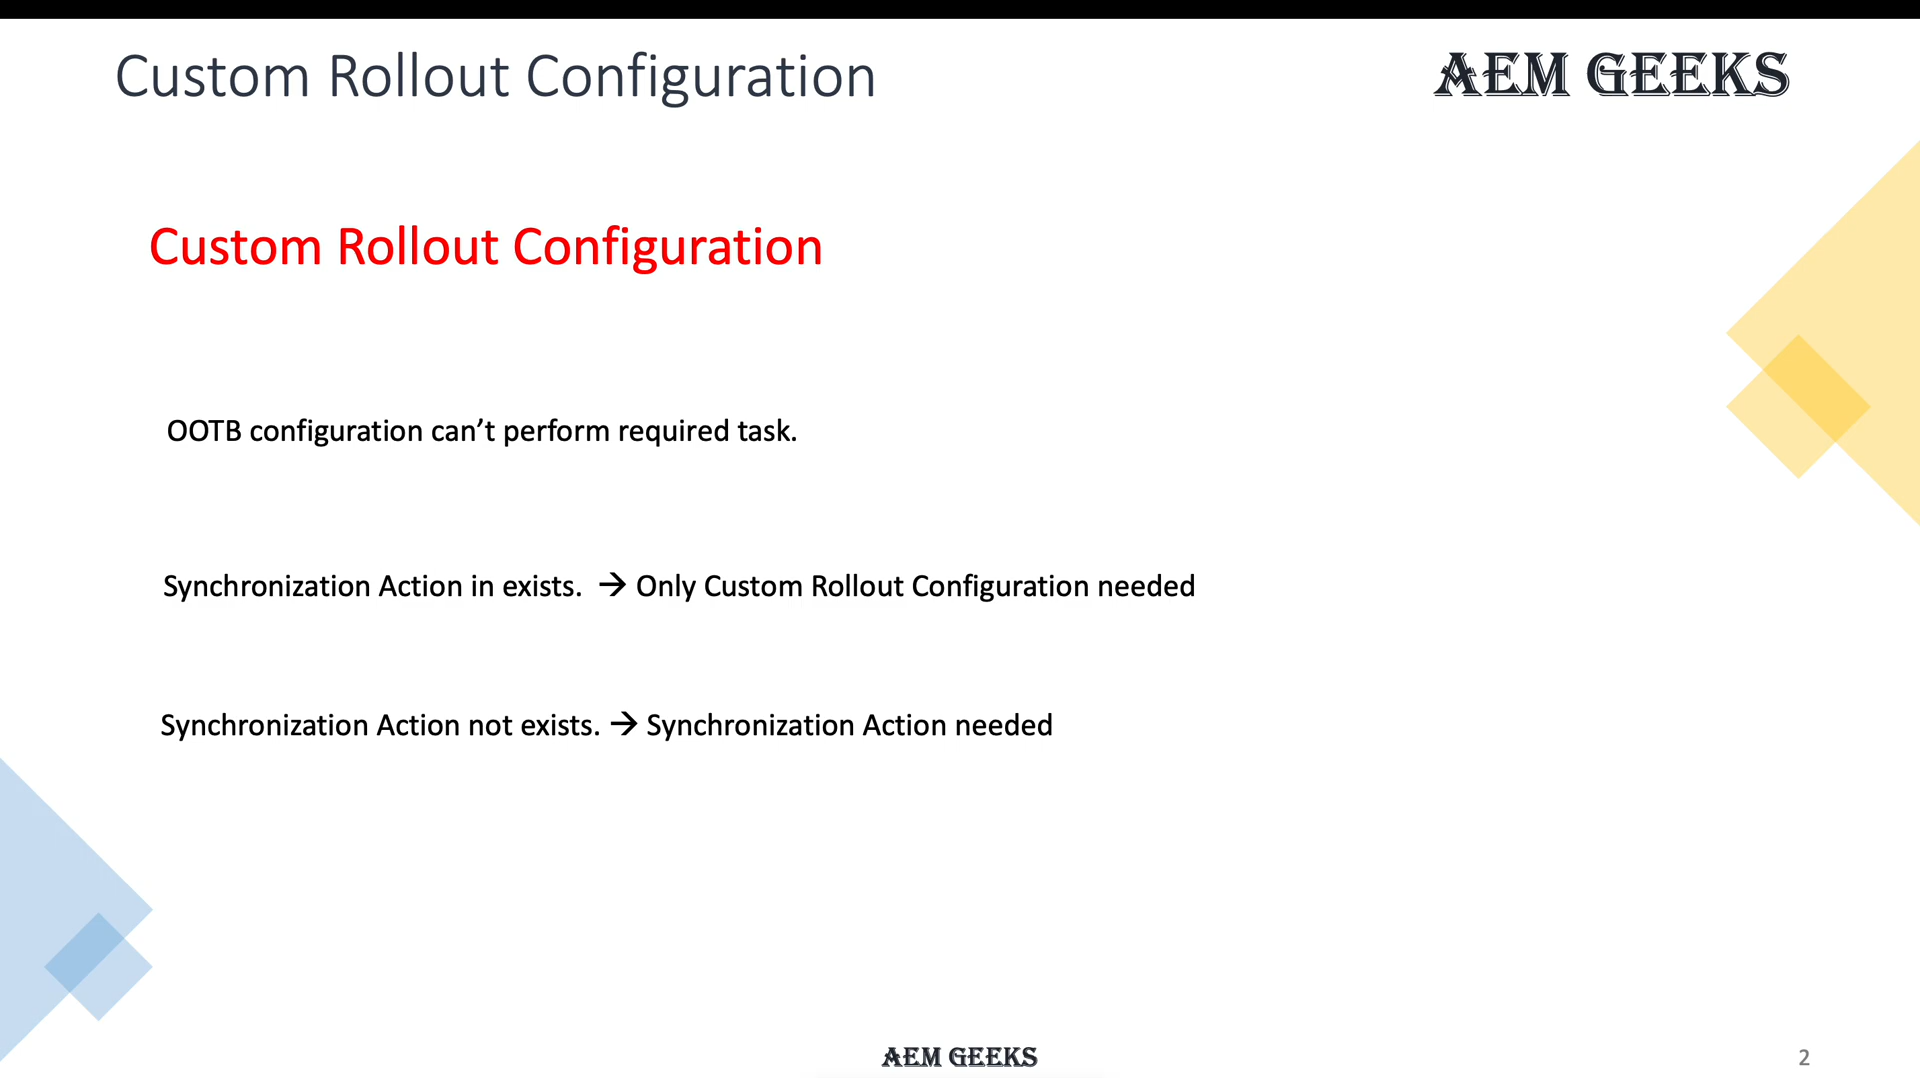 Custom Rollout Configuration
AEM GEEKS
Custom Rollout Configuration
OOTB configuration can’t perform required task.
Synchronization Action in exists. → Only Custom Rollout Configuration needed
Synchronization Action not exists. → Synchronization Action needed
AEM GEEKS
2